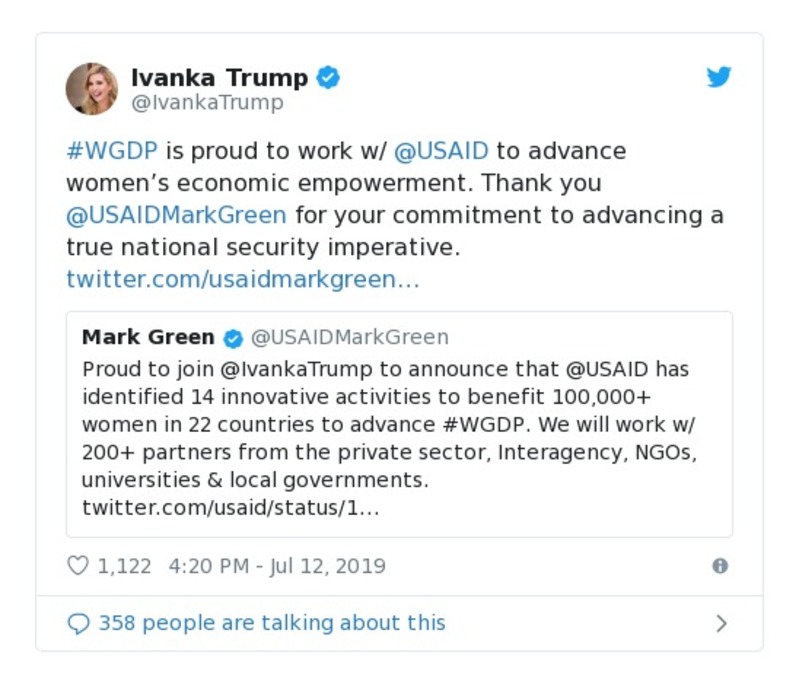 Ivanka Trump
@IvankaTrump
#WGDP is proud to work w/ @USAID to advance
women’s economic empowerment. Thank you
@USAIDMarkGreen for your commitment to advancing a
true national security imperative.
twitter.com/usaidmarkgreen…
Mark Green @USAIDMarkGreen
Proud to join @IvankaTrump to announce that @USAID has
identified 14 innovative activities to benefit 100,000+
women in 22 countries to advance #WGDP. We will work w/
200+ partners from the private sector, Interagency, NGOs,
universities & local governments.
twitter.com/usaid/status/1…
1,122 4:20 PM - Jul 12, 2019
358 people are talking about this